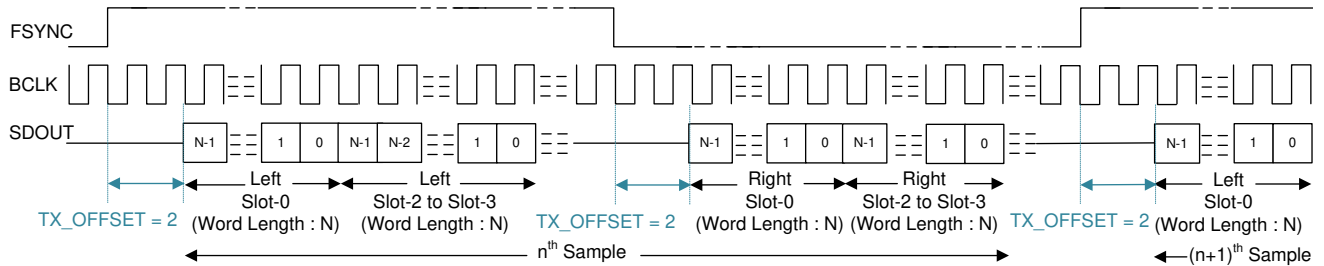 FSYNC
BCLK
SDOUT
N-1 1 0 N-1 N-2 1 0 N-1 1 0 N-1 1 0 N-1 1 0
TX_OFFSET = 2
Left
Slot-0
(Word Length : N)
Left
Slot-2 to Slot-3
(Word Length : N)
TX_OFFSET = 2
Right
Slot-0
(Word Length : N)
Right
Slot-2 to Slot-3
(Word Length : N)
TX_OFFSET = 2
Left
Slot-0
(Word Length : N)
nth Sample
(n+1)th Sample